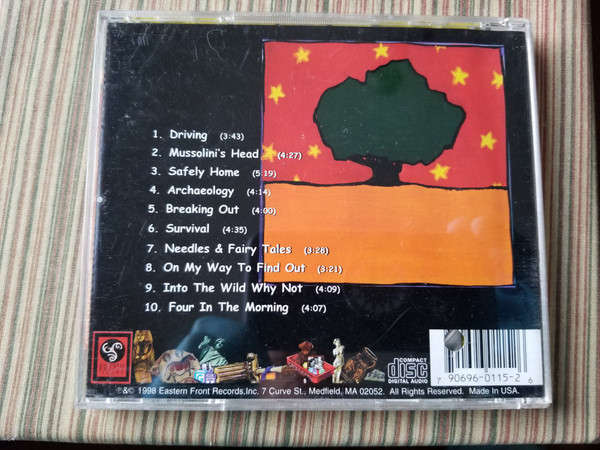 1. Driving (3:43)
2. Mussolini's Head (4:27)
3. Safely Home (5:19)
4. Archaeology (4:14)
5. Breaking Out (4:00)
6. Survival (4:35)
7. Needles & Fairy Tales (3:28)
8. On My Way To Find Out (3:21)
9. Into The Wild Why Not (4:09)
10. Four In The Morning (4:07)
COMPACT
disc
DIGITAL AUDIO
7 90696-0115-2 6
℗&© 1998 Eastern Front Records,Inc. 7 Curve St., Medfield, MA 02052. All Rights Reserved. Made In USA.